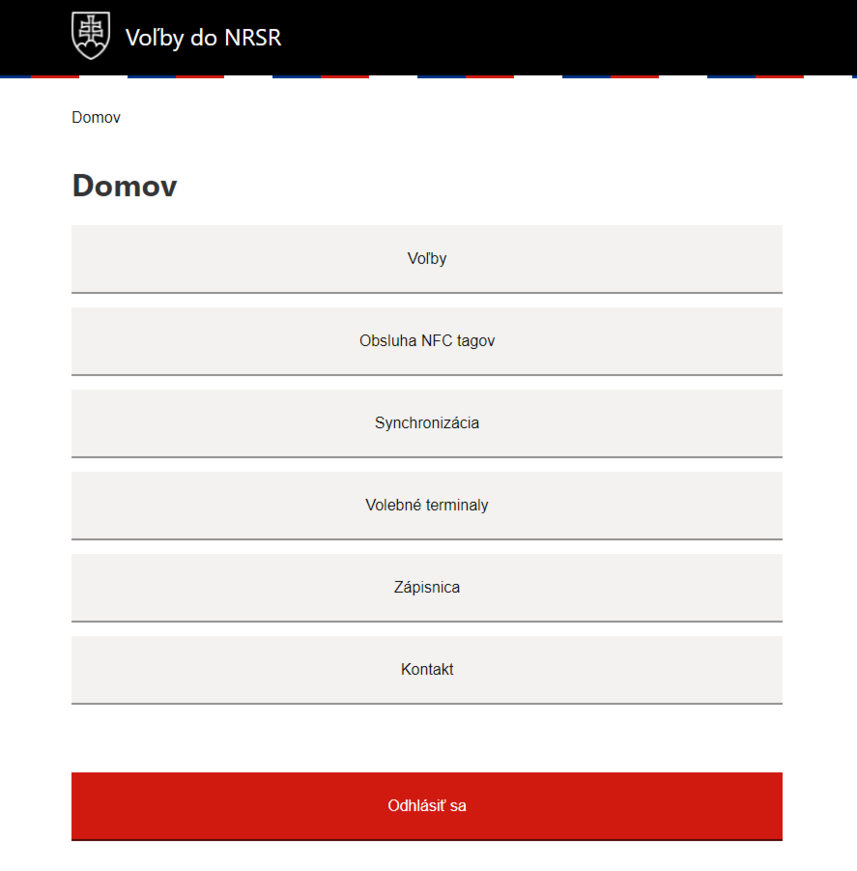 Voľby do NRSR
Domov
Domov
Voľby
Obsluha NFC tagov
Synchronizácia
Volebné terminaly
Zápisnica
Kontakt
Odhlásiť sa